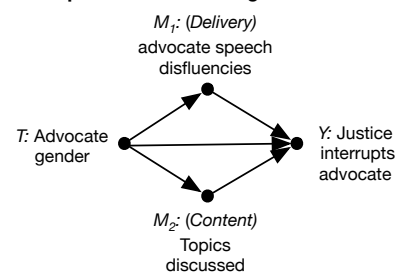 M1: (Delivery)
advocate speech
disfluencies
T: Advocate
gender
Y: Justice
interrupts
advocate
M2: (Content)
Topics
discussed